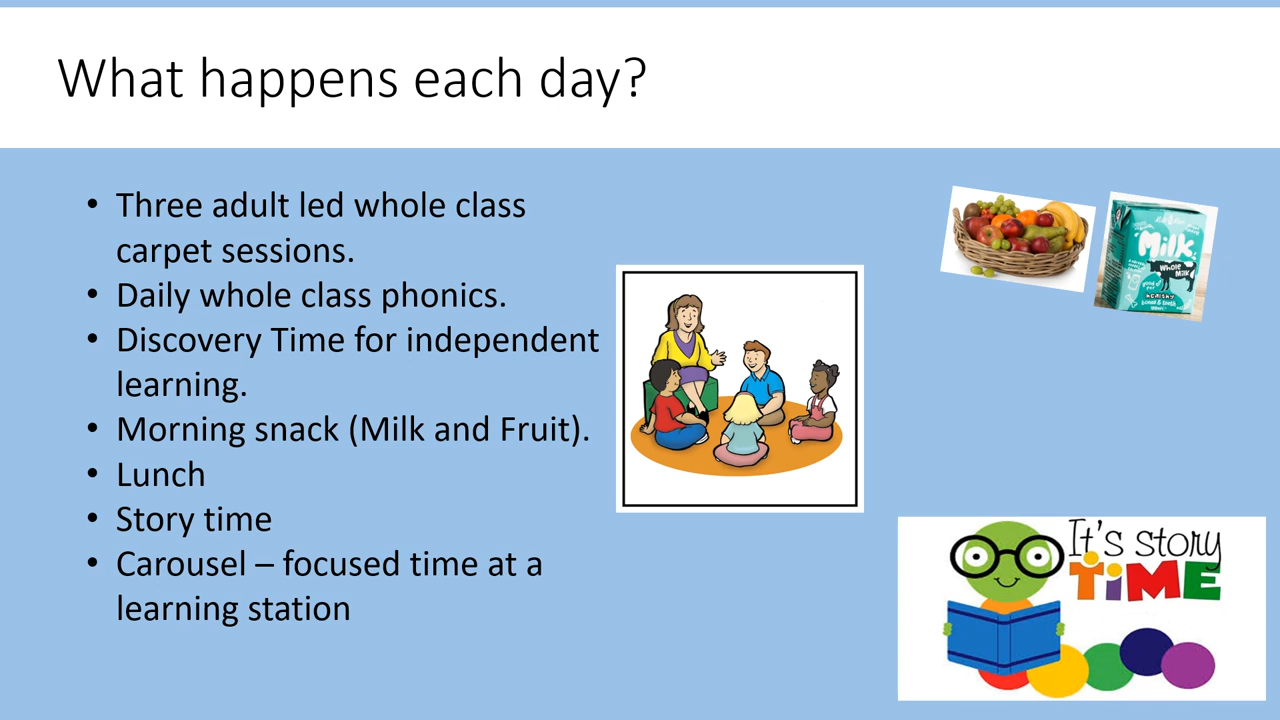 What happens each day?
• Three adult led whole class
carpet sessions.
• Daily whole class phonics.
• Discovery Time for independent
learning.
• Morning snack (Milk and Fruit).
• Lunch
• Story time
• Carousel – focused time at a
learning station
Milk
Whole
Milk
It's story
TiME